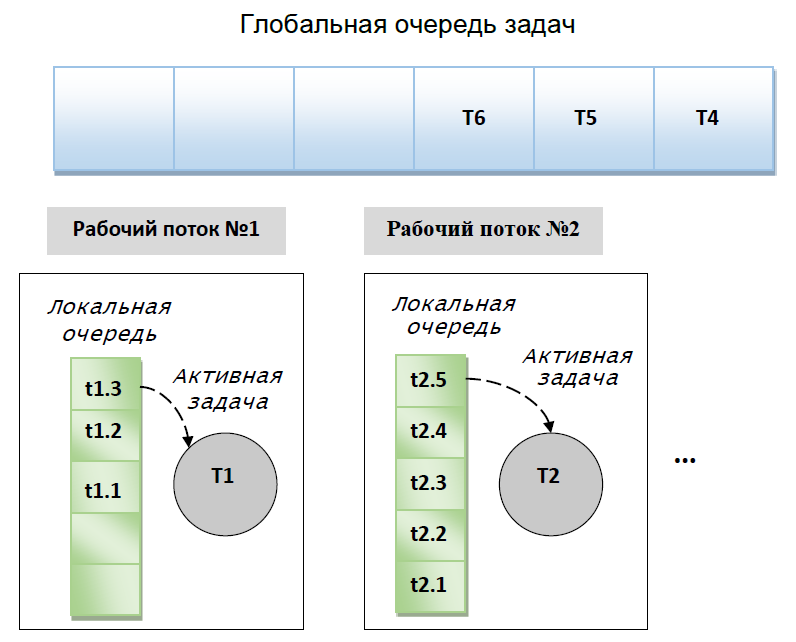 Глобальная очередь задач
T6 T5 T4
Рабочий поток №1
Рабочий поток №2
Локальная
очередь
Активная
задача
t1.3
t1.2
t1.1
T1
Локальная
очередь
Активная
задача
t2.5
t2.4
t2.3
t2.2
t2.1
T2
...